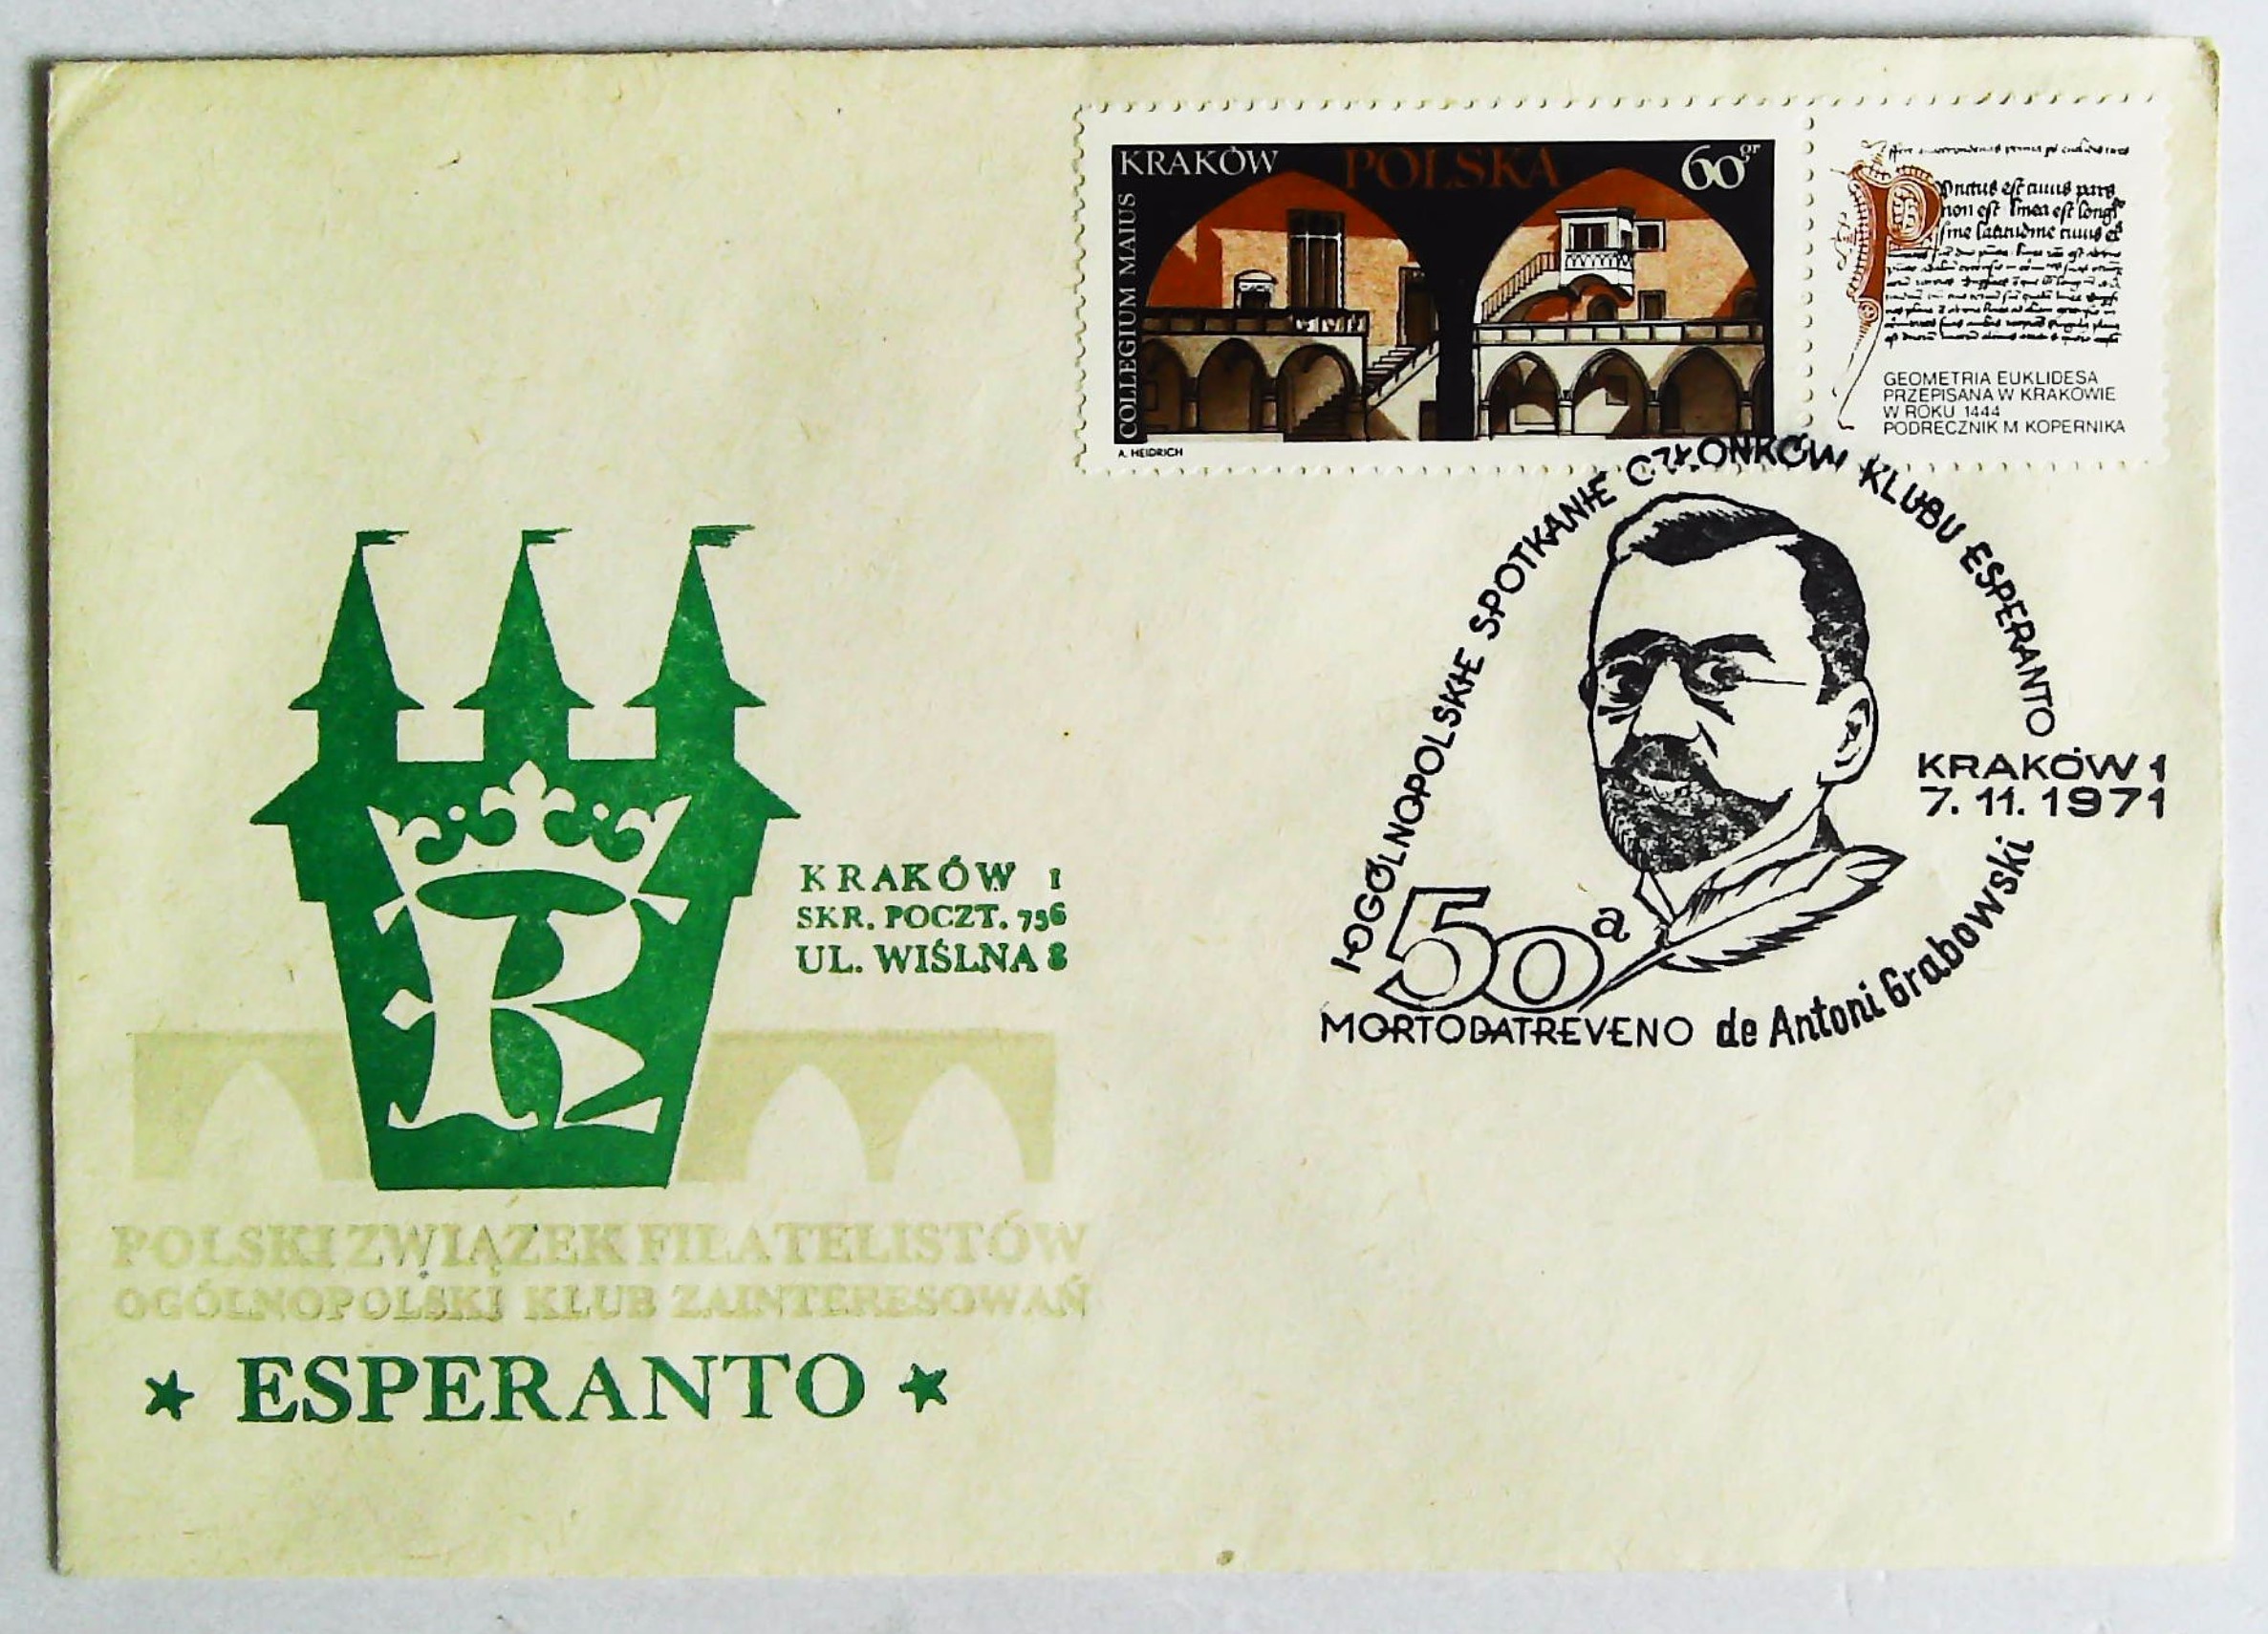 KRAKÓW POLSKA 60gr
COLLEGIUM MAIUS
A. HEIDRICH
GEOMETRIA EUKLIDESA
PRZEPISANA W KRAKOWIE
W ROKU 1444
PODRĘCZNIK M KOPERNIKA
I OGÓLNOPOLSKIE SPOTKANIE CZŁONKÓW KLUBU ESPERANTO
KRAKÓW 1
7. 11. 1971
50a
MORTODATREVENO de Antoni Grabowski
KRAKÓW 1
SKR. POCZT. 736
UL. WIŚLNA 8
POLSKI ZWIĄZEK FILATELISTÓW
OGÓLNOPOLSKI KLUB ZAINTERESOWAŃ
★ ESPERANTO ★